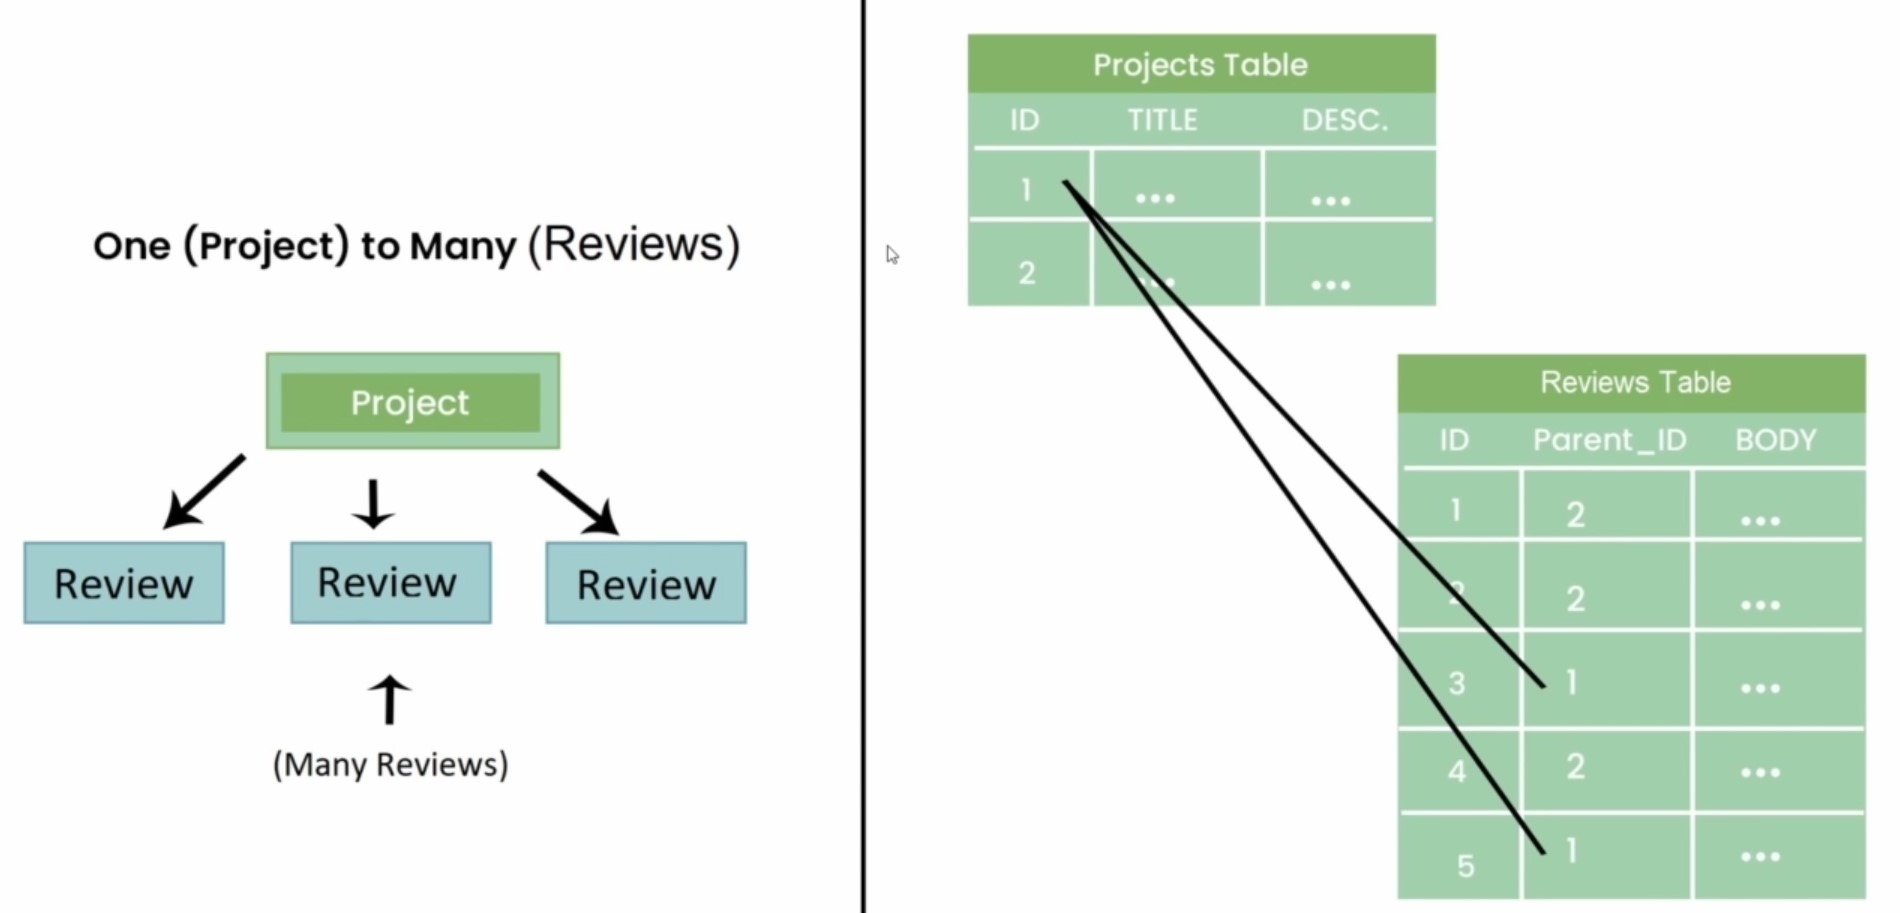 One (Project) to Many (Reviews)
Project
Review Review Review
(Many Reviews)
Projects Table
ID TITLE DESC.
1 ... ...
2 ... ...
Reviews Table
ID Parent_ID BODY
1 2 ...
2 2 ...
3 1 ...
4 2 ...
5 1 ...